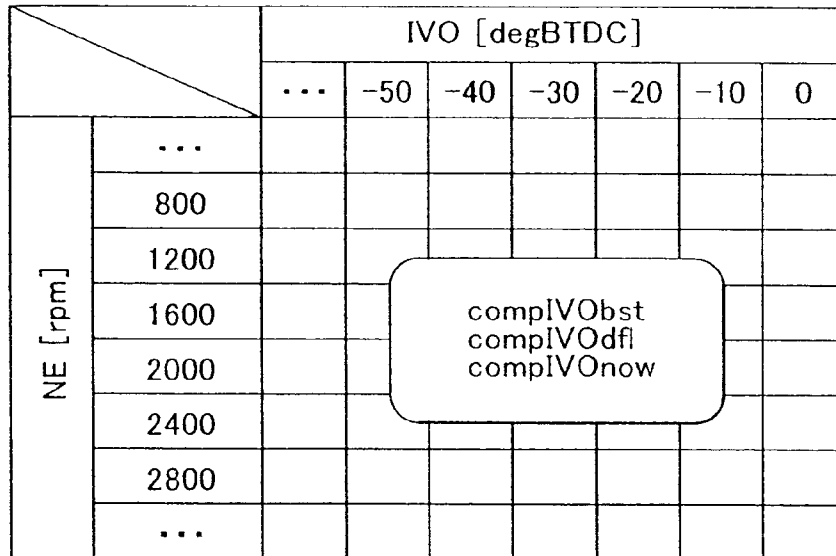 IVO [degBTDC]
••• -50 -40 -30 -20 -10 0
NE [rpm]
•••
800
1200
1600
2000
2400
2800
•••
compIVObst
compIVOdfl
compIVOnow